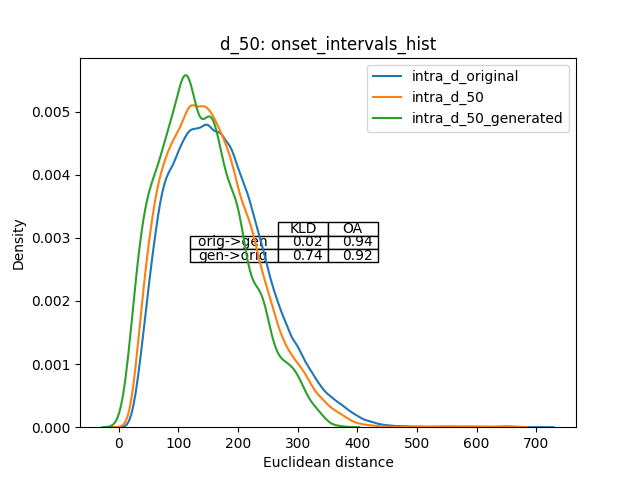 d_50: onset_intervals_hist
intra_d_original
intra_d_50
intra_d_50_generated
0.005
0.004
0.003
0.002
0.001
0.000
Density
KLD OA
orig->gen 0.02 0.94
gen->orig 0.74 0.92
0 100 200 300 400 500 600 700
Euclidean distance